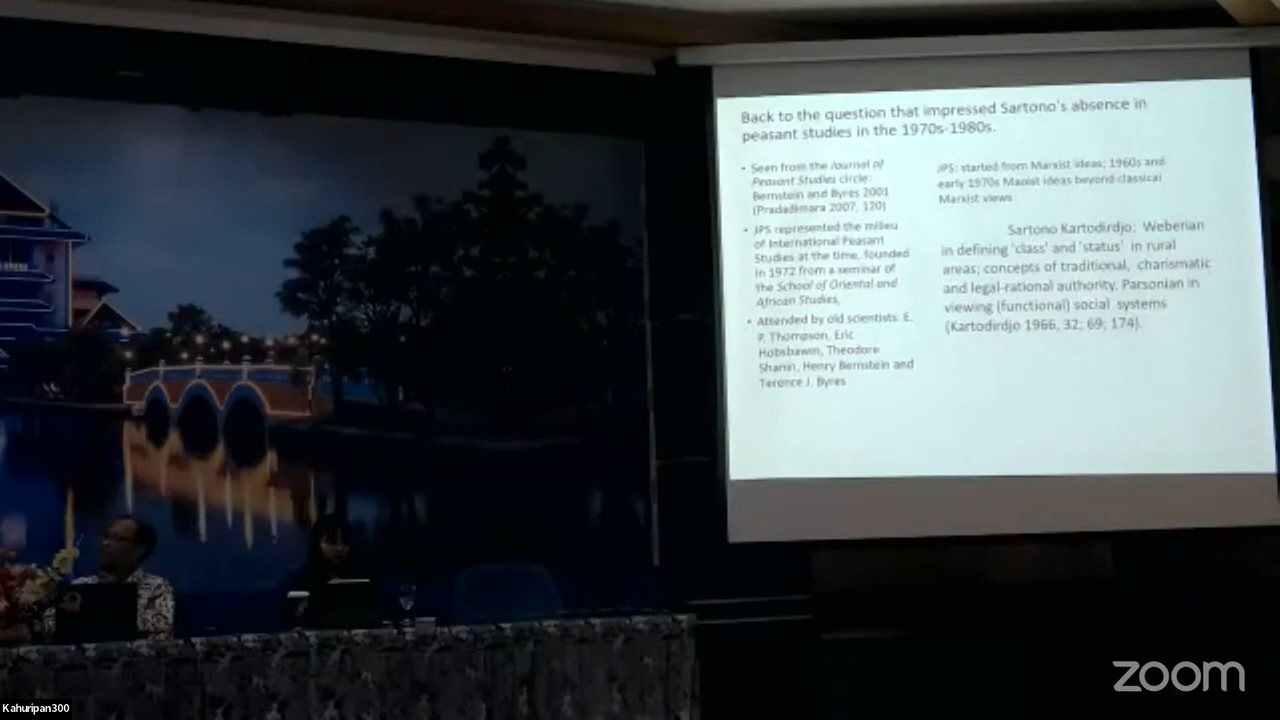 Back to the question that impressed Sartono's absence in
peasant studies in the 1970s-1980s.
• Seen from the Journal of
Peasant Studies circle:
Bernstein and Byres 2001
(Pradadimara 2007, 120)
• JPS represented the milieu
of International Peasant
Studies at the time, founded
in 1972 from a seminar of
the School of Oriental and
African Studies,
• Attended by old scientists: E.
P. Thompson, Eric
Hobsbawm, Theodore
Shanin, Henry Bernstein and
Terence J. Byres
JPS: started from Marxist ideas; 1960s and
early 1970s Maoist ideas beyond classical
Marxist views
Sartono Kartodirdjo: Weberian
in defining 'class' and 'status' in rural
areas; concepts of traditional, charismatic
and legal-rational authority. Parsonian in
viewing (functional) social systems
(Kartodirdjo 1966, 32; 69; 174).
zoom
Kahuripan300